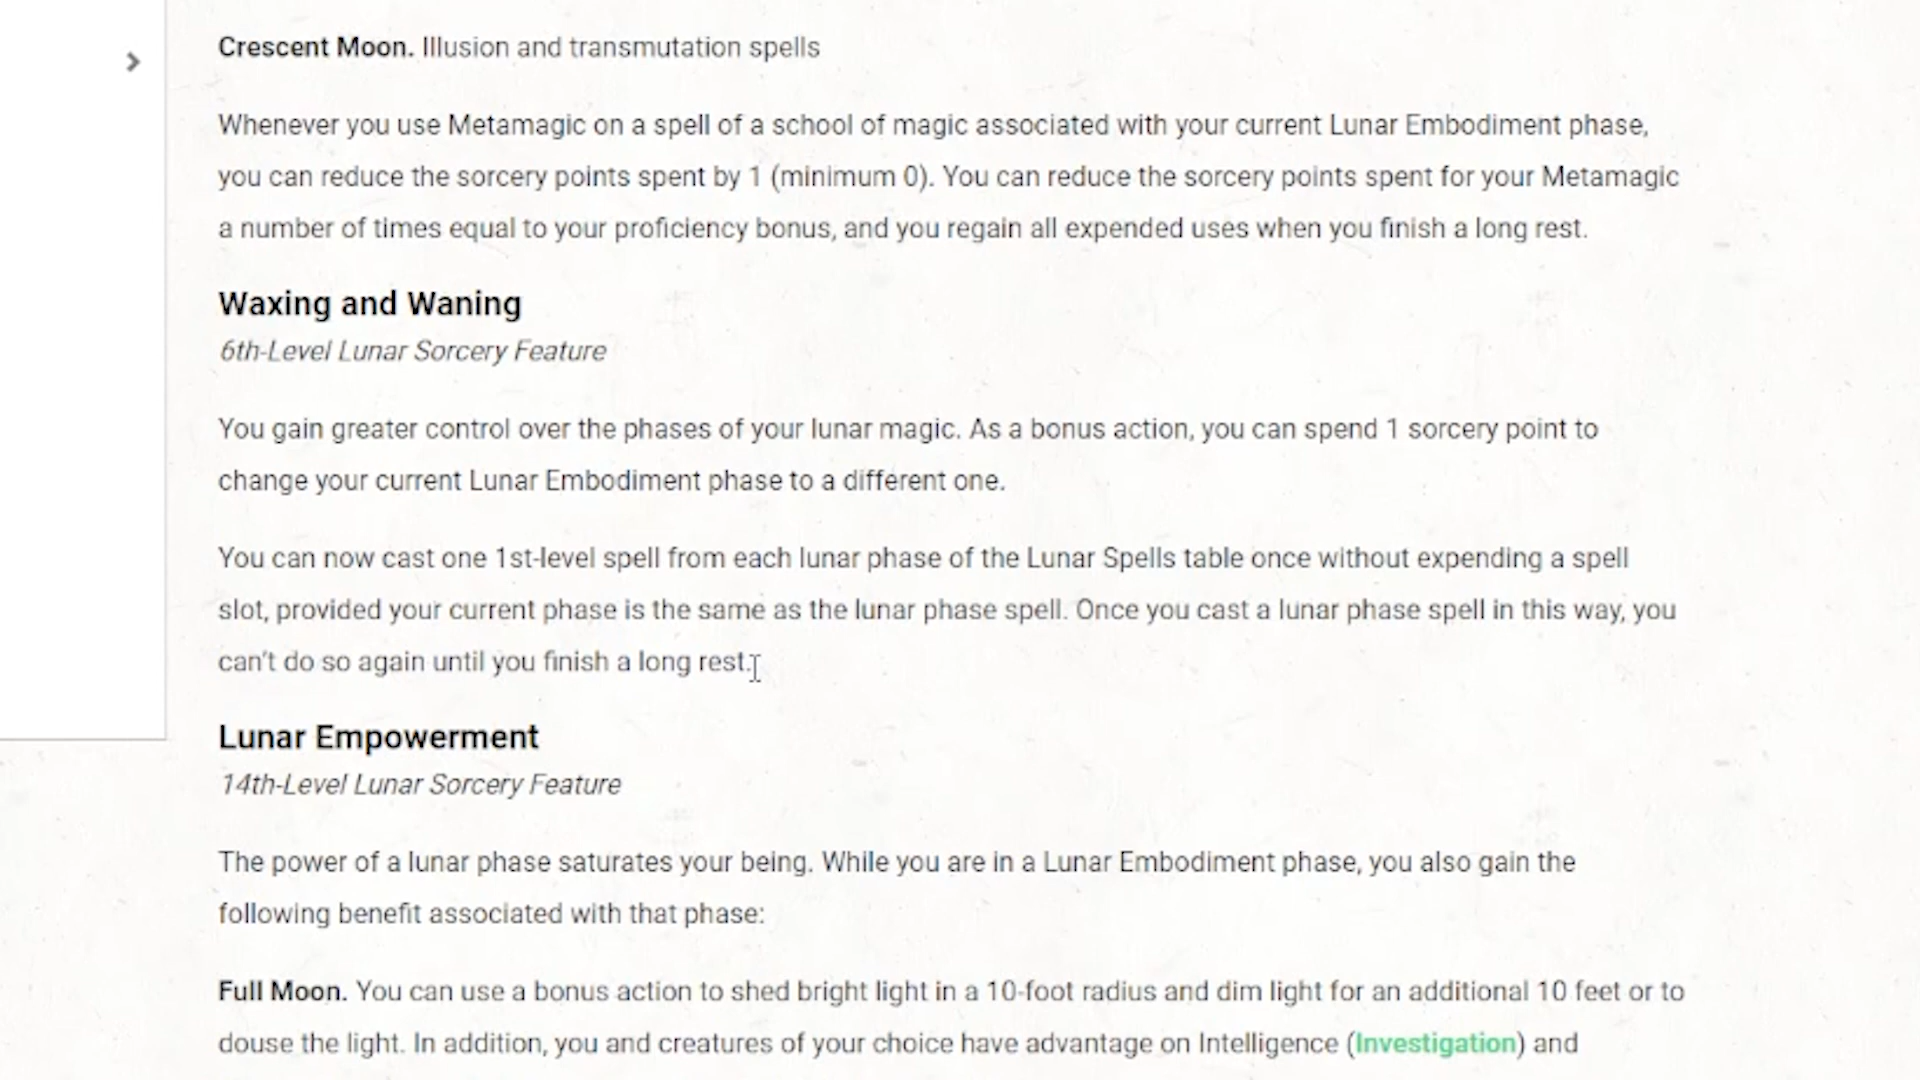 Crescent Moon. Illusion and transmutation spells
Whenever you use Metamagic on a spell of a school of magic associated with your current Lunar Embodiment phase,
you can reduce the sorcery points spent by 1 (minimum 0). You can reduce the sorcery points spent for your Metamagic
a number of times equal to your proficiency bonus, and you regain all expended uses when you finish a long rest.
Waxing and Waning
6th-Level Lunar Sorcery Feature
You gain greater control over the phases of your lunar magic. As a bonus action, you can spend 1 sorcery point to
change your current Lunar Embodiment phase to a different one.
You can now cast one 1st-level spell from each lunar phase of the Lunar Spells table once without expending a spell
slot, provided your current phase is the same as the lunar phase spell. Once you cast a lunar phase spell in this way, you
can't do so again until you finish a long rest.
Lunar Empowerment
14th-Level Lunar Sorcery Feature
The power of a lunar phase saturates your being. While you are in a Lunar Embodiment phase, you also gain the
following benefit associated with that phase:
Full Moon. You can use a bonus action to shed bright light in a 10-foot radius and dim light for an additional 10 feet or to
douse the light. In addition, you and creatures of your choice have advantage on Intelligence (Investigation) and